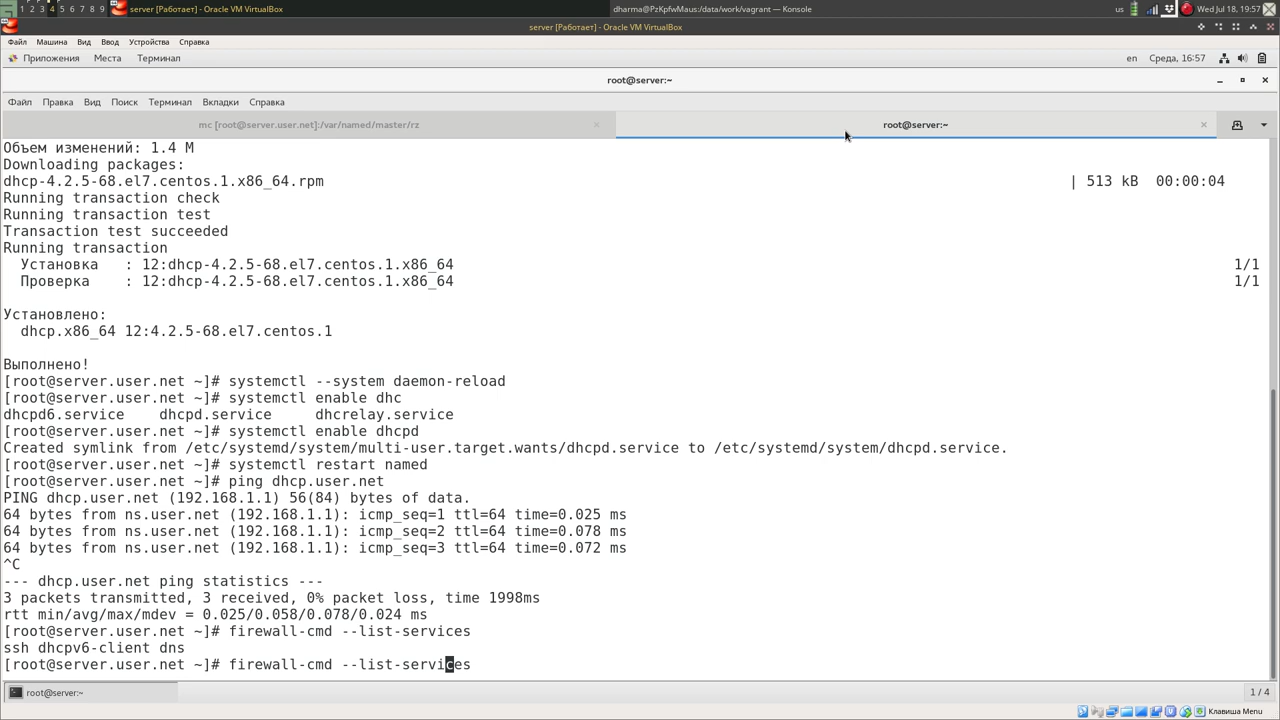 1 2 3 4 5 6 7 8 9 server [Работает] - Oracle VM VirtualBox dharma@PzKpfwMaus:/data/work/vagrant — Konsole us Wed Jul 18, 19:57
server [Работает] - Oracle VM VirtualBox
Файл Машина Вид Ввод Устройства Справка
Приложения Места Терминал en Среда, 16:57
root@server:~
Файл Правка Вид Поиск Терминал Вкладки Справка
mc [root@server.user.net]:/var/named/master/rz root@server:~
Объем изменений: 1.4 M
Downloading packages:
dhcp-4.2.5-68.el7.centos.1.x86_64.rpm | 513 kB 00:00:04
Running transaction check
Running transaction test
Transaction test succeeded
Running transaction
Установка : 12:dhcp-4.2.5-68.el7.centos.1.x86_64 1/1
Проверка : 12:dhcp-4.2.5-68.el7.centos.1.x86_64 1/1
Установлено:
dhcp.x86_64 12:4.2.5-68.el7.centos.1
Выполнено!
[root@server.user.net ~]# systemctl --system daemon-reload
[root@server.user.net ~]# systemctl enable dhc
dhcpd6.service dhcpd.service dhcrelay.service
[root@server.user.net ~]# systemctl enable dhcpd
Created symlink from /etc/systemd/system/multi-user.target.wants/dhcpd.service to /etc/systemd/system/dhcpd.service.
[root@server.user.net ~]# systemctl restart named
[root@server.user.net ~]# ping dhcp.user.net
PING dhcp.user.net (192.168.1.1) 56(84) bytes of data.
64 bytes from ns.user.net (192.168.1.1): icmp_seq=1 ttl=64 time=0.025 ms
64 bytes from ns.user.net (192.168.1.1): icmp_seq=2 ttl=64 time=0.078 ms
64 bytes from ns.user.net (192.168.1.1): icmp_seq=3 ttl=64 time=0.072 ms
^C
--- dhcp.user.net ping statistics ---
3 packets transmitted, 3 received, 0% packet loss, time 1998ms
rtt min/avg/max/mdev = 0.025/0.058/0.078/0.024 ms
[root@server.user.net ~]# firewall-cmd --list-services
ssh dhcpv6-client dns
[root@server.user.net ~]# firewall-cmd --list-services
root@server:~ 1 / 4
Клавиша Menu